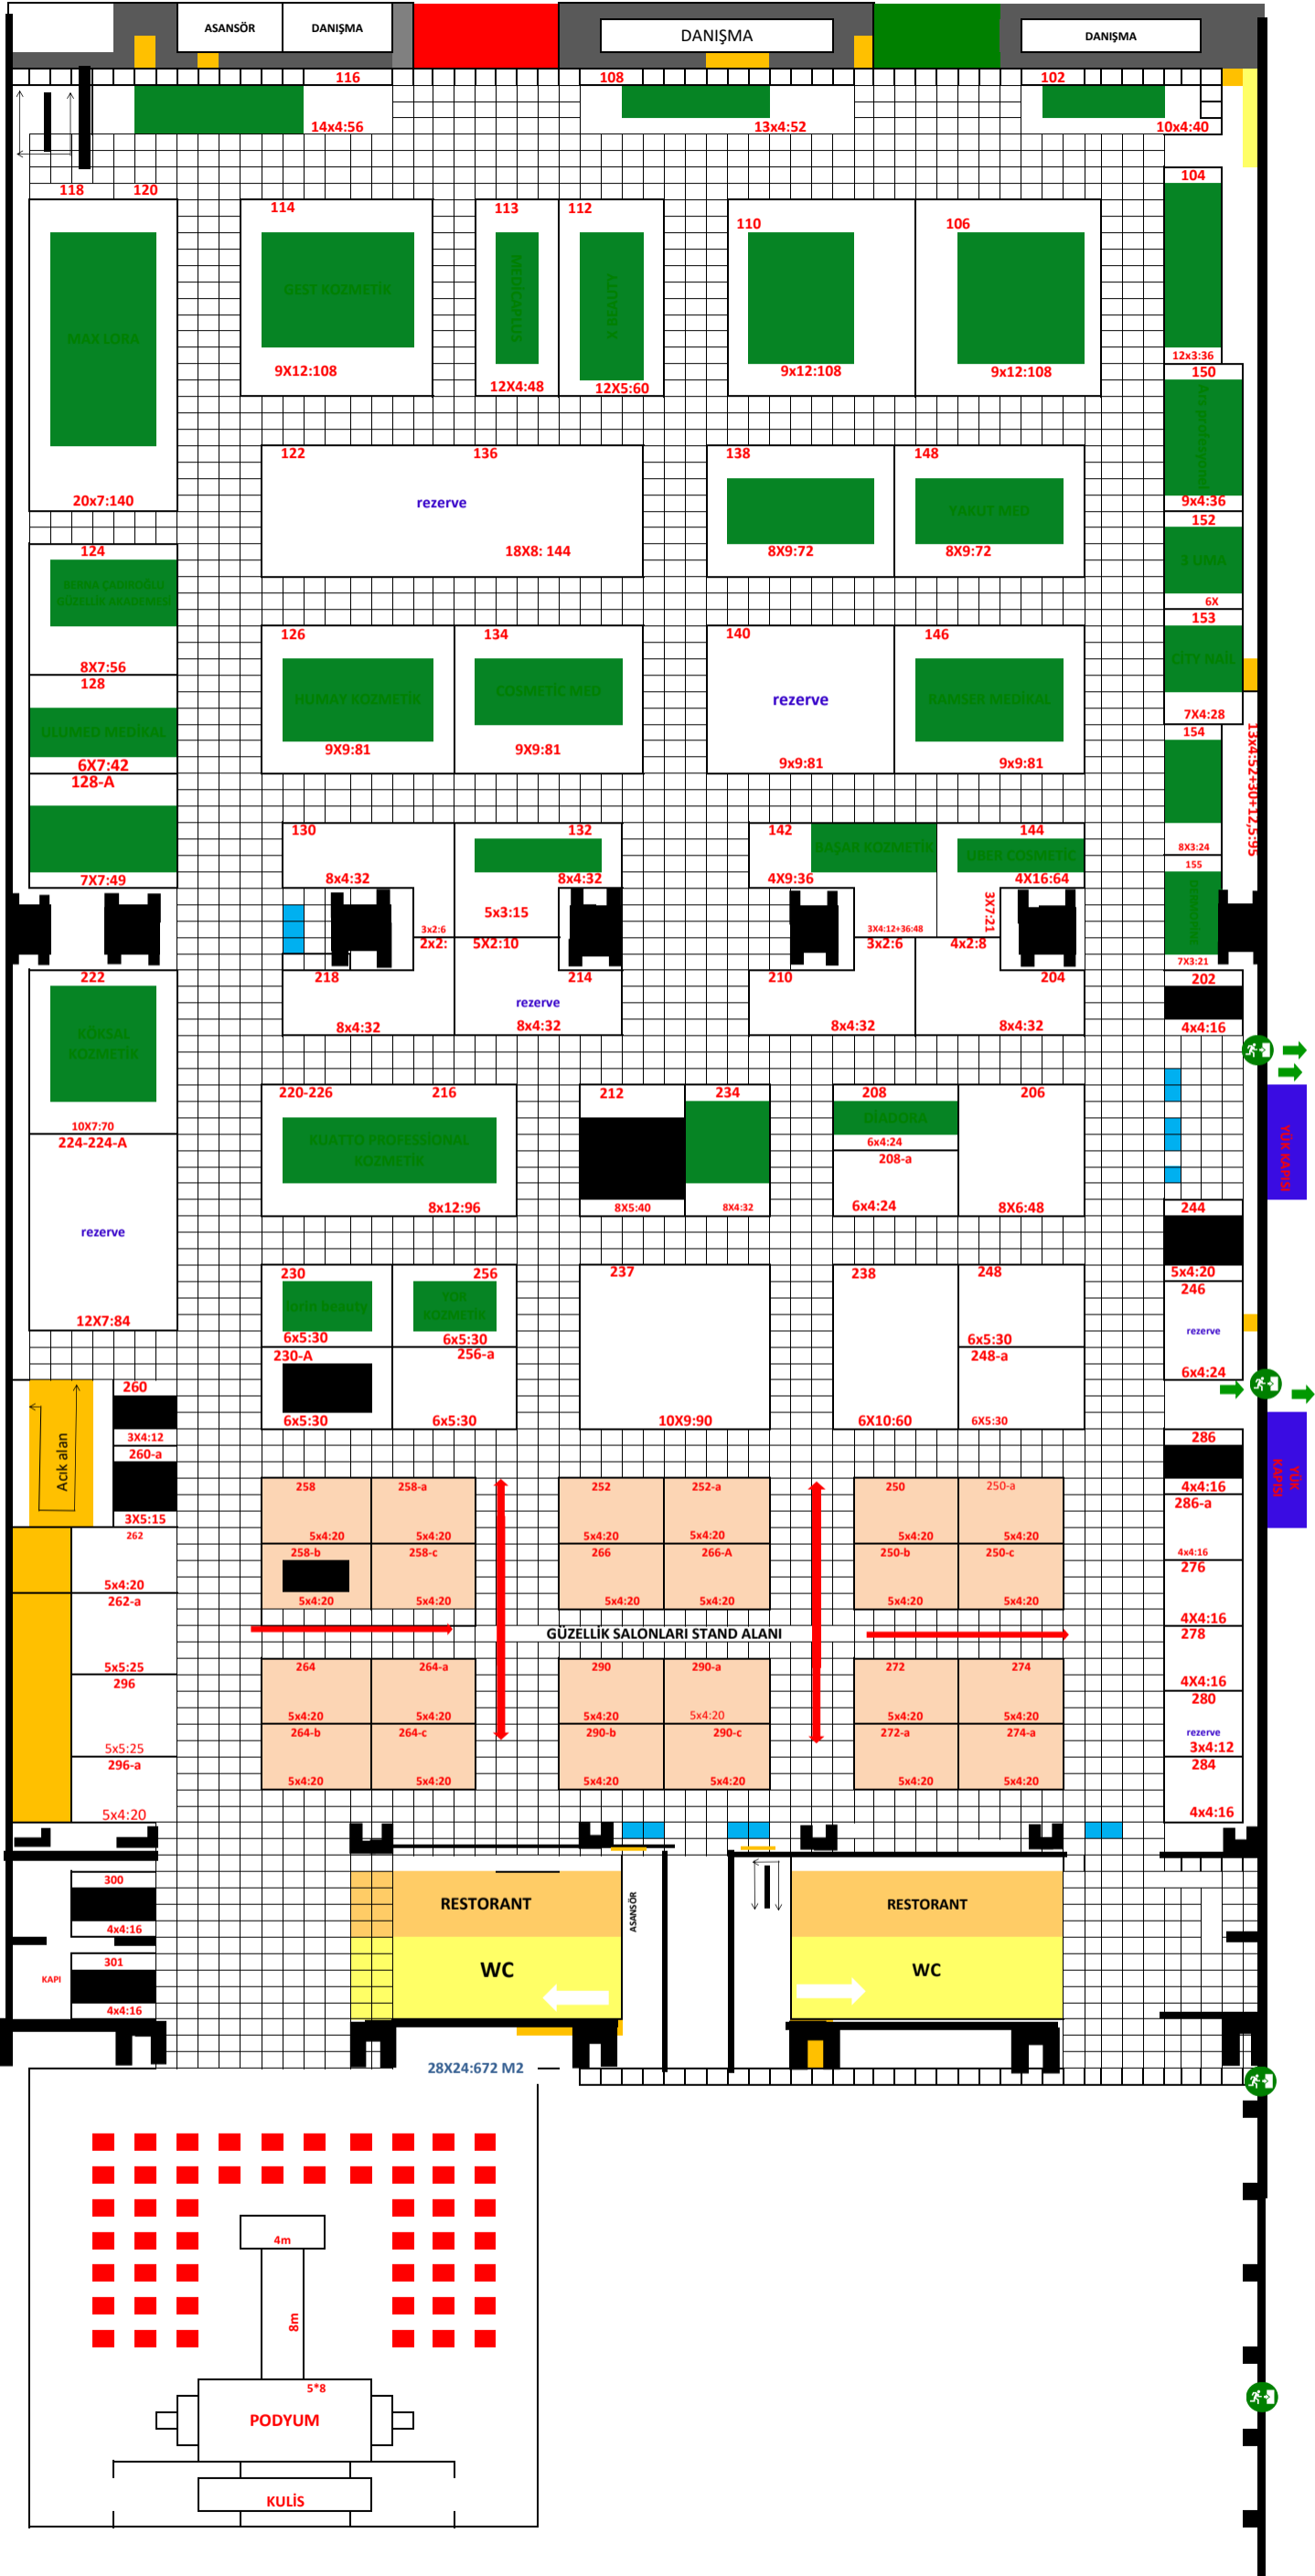 ASANSÖR
DANIŞMA
DANIŞMA
DANIŞMA
116
108
102
14x4:56
13x4:52
10x4:40
118
120
104
114
113
112
110
106
MAX LORA
GEST KOZMETİK
MEDICAPLUS
X BEAUTY
9X12:108
12X4:48
12X5:60
9x12:108
9x12:108
12x3:36
150
Ars profesyonel
9x4:36
20x7:140
122
136
rezerve
18X8: 144
138
148
YAKUT MED
8X9:72
8X9:72
152
3 UMA
6X
124
BERNA ÇADIROĞLU
GÜZELLİK AKADEMESİ
8X7:56
126
134
140
146
153
CİTY NAİL
7X4:28
HUMAY KOZMETİK
COSMETİC MED
rezerve
RAMSER MEDİKAL
9X9:81
9X9:81
9x9:81
9x9:81
128
ULUMED MEDİKAL
6X7:42
128-A
7X7:49
154
13x4:52+30+12,5:95
8X3:24
155
7X3:21
130
132
142
144
BAŞAR KOZMETİK
UBER COSMETİC
8x4:32
8x4:32
4X9:36
4X16:64
5x3:15
3X7:21
3x2:6
3X4:12+36:48
2x2:
5X2:10
3x2:6
4x2:8
222
218
214
210
204
202
KÖKSAL
KOZMETİK
rezerve
8x4:32
8x4:32
8x4:32
8x4:32
4x4:16
10X7:70
224-224-A
rezerve
12X7:84
220-226
216
212
234
208
206
KUATTO PROFESSİONAL
KOZMETİK
DİADORA
6x4:24
208-a
8x12:96
8X5:40
8X4:32
6x4:24
8X6:48
YÜK KAPISI
244
5x4:20
246
rezerve
6x4:24
230
256
237
238
248
larin beauty
YOR
KOZMETİK
6x5:30
6x5:30
6x5:30
230-A
256-a
248-a
6x5:30
6x5:30
10X9:90
6X10:60
6X5:30
260
3X4:12
260-a
3X5:15
Acık alan
286
4x4:16
286-a
4x4:16
YÜK
KAPISI
258
258-a
252
252-a
250
250-a
5x4:20
5x4:20
5x4:20
5x4:20
5x4:20
5x4:20
258-b
258-c
266
266-A
250-b
250-c
5x4:20
5x4:20
5x4:20
5x4:20
5x4:20
5x4:20
262
5x4:20
262-a
5x5:25
296
5x5:25
296-a
5x4:20
276
4X4:16
278
4X4:16
280
rezerve
3x4:12
284
4x4:16
GÜZELLİK SALONLARI STAND ALANI
264
264-a
290
290-a
272
274
5x4:20
5x4:20
5x4:20
5x4:20
5x4:20
5x4:20
264-b
264-c
290-b
290-c
272-a
274-a
5x4:20
5x4:20
5x4:20
5x4:20
5x4:20
5x4:20
300
4x4:16
301
4x4:16
KAPI
RESTORANT
ASANSÖR
RESTORANT
WC
WC
28X24:672 M2
4m
8m
5*8
PODYUM
KULİS